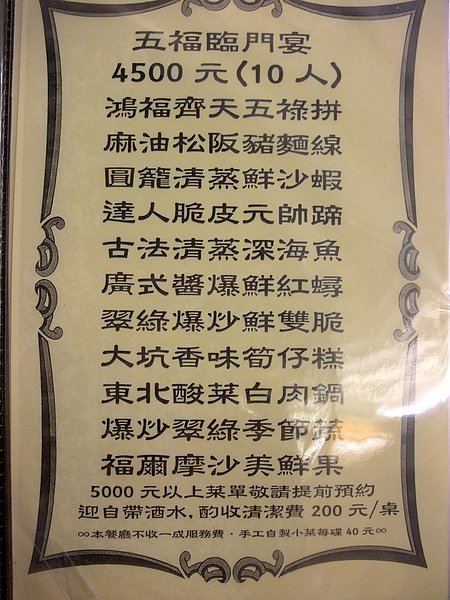 五福臨門宴
4500 元(10 人)
鴻福齊天五祿拼
麻油松阪豬麵線
圓籠清蒸鮮沙蝦
達人脆皮元帥蹄
古法清蒸深海魚
廣式醬爆鮮紅蟳
翠綠爆炒鮮雙脆
大坑香味筍仔糕
東北酸菜白肉鍋
爆炒翠綠季節蔬
福爾摩沙美鮮果
5000 元以上菜單敬請提前預約
迎自帶酒水,酌收清潔費 200 元/桌
∞本餐廳不收一成服務費·手工自製小菜每碟 40 元∞